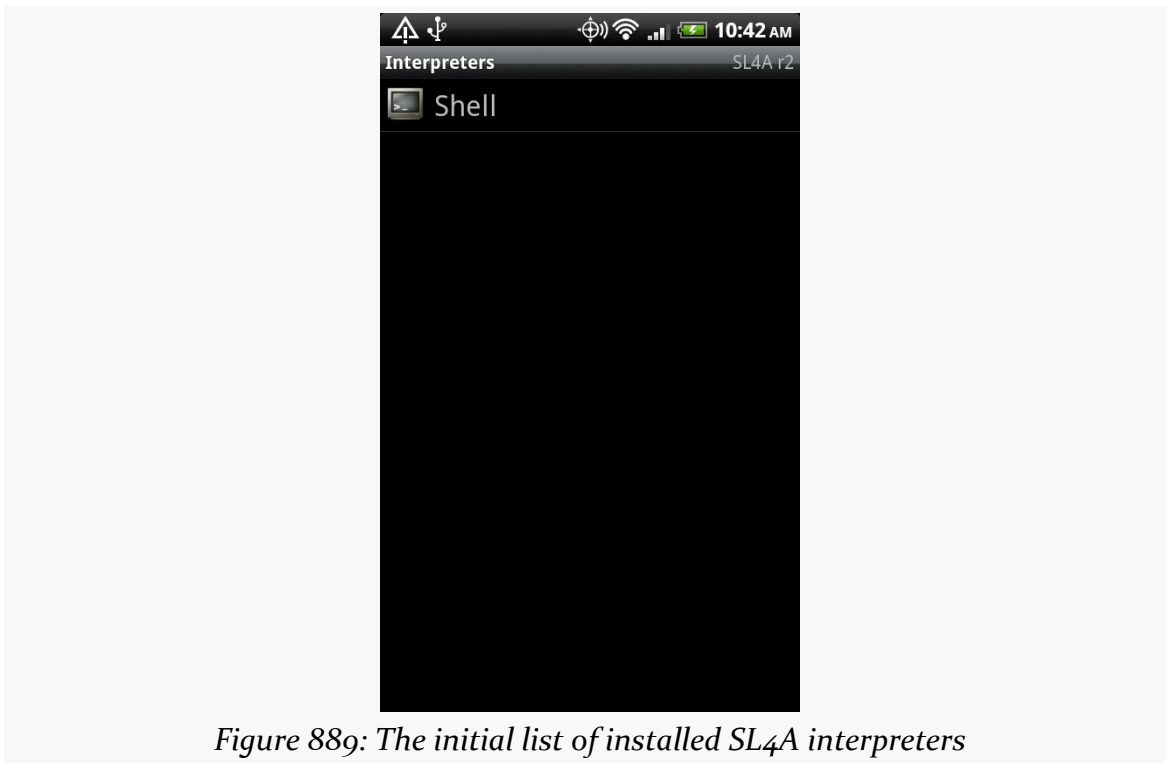 10:42 AM
Interpreters SL4A r2
>_
Shell
Figure 889: The initial list of installed SL4A interpreters